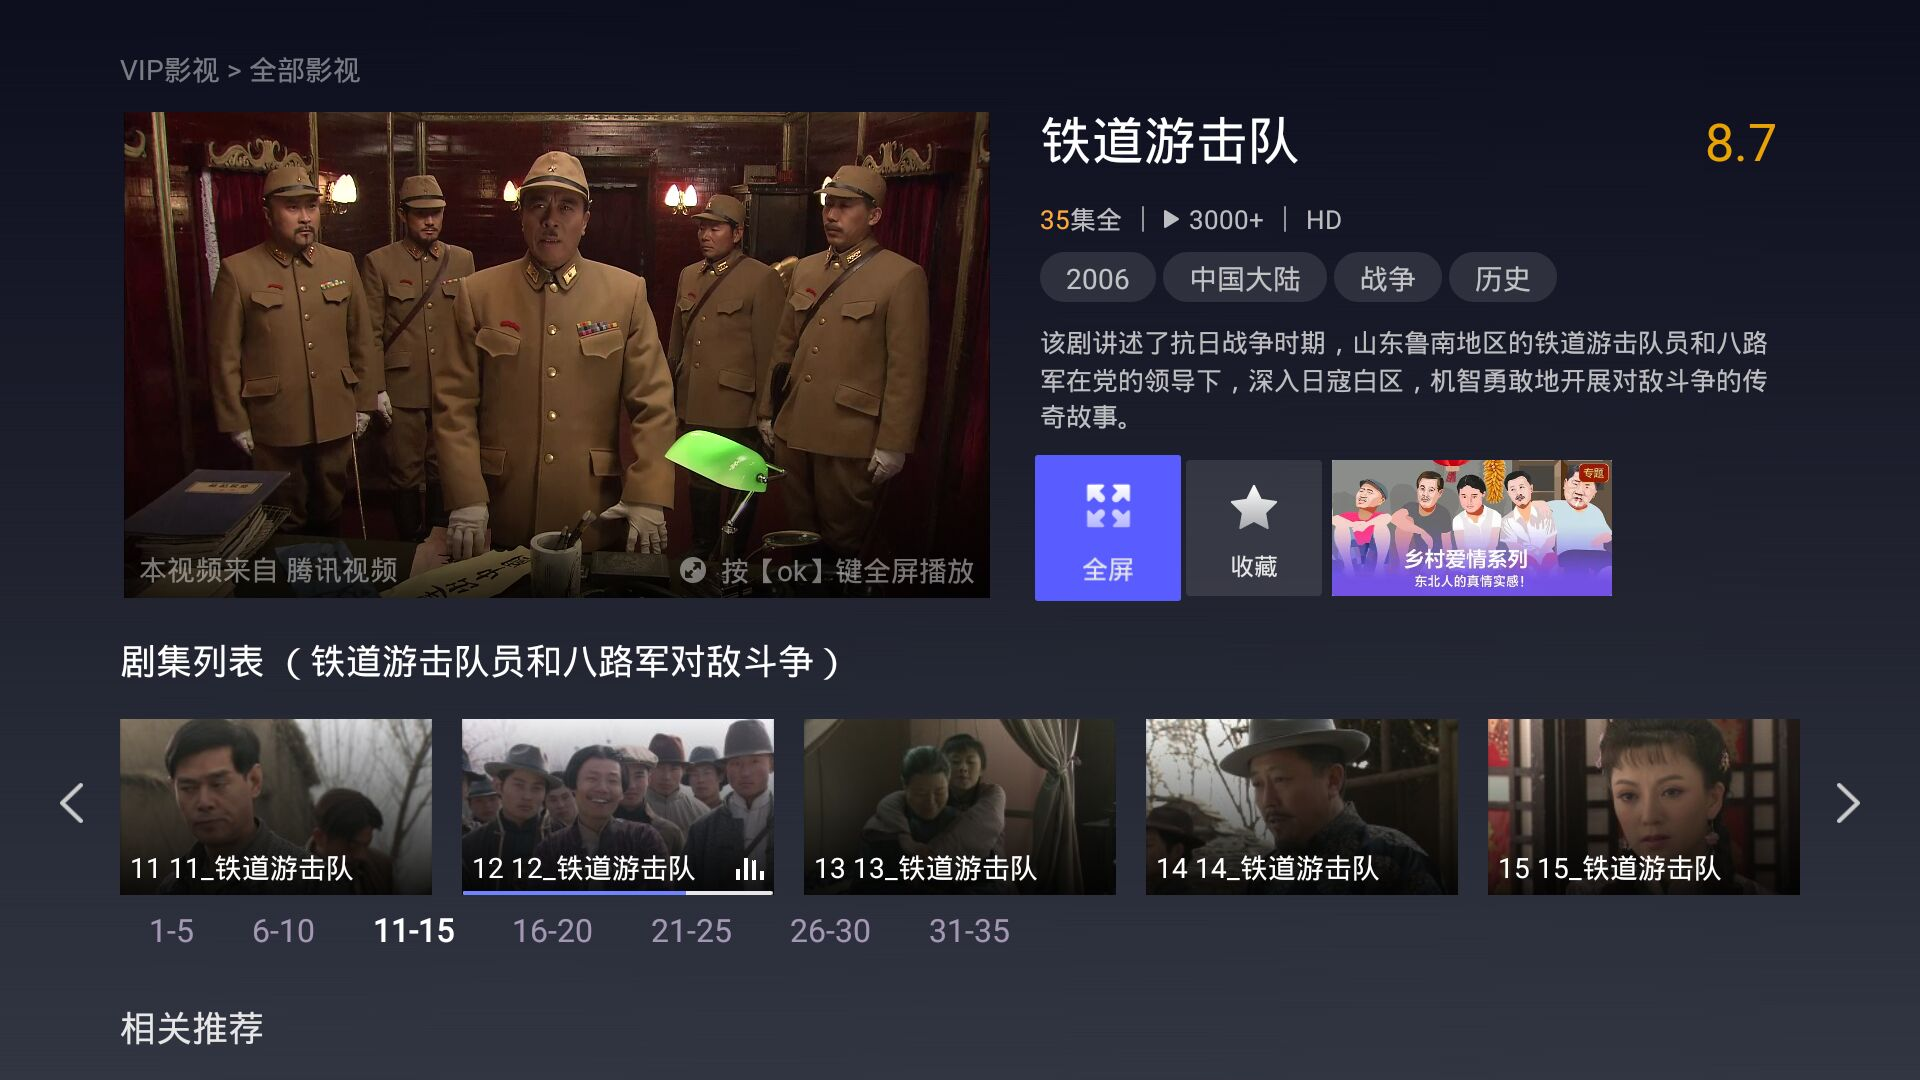 VIP影视 > 全部影视
铁道游击队
8.7
35集全 | ▶ 3000+ | HD
2006 中国大陆 战争 历史
该剧讲述了抗日战争时期，山东鲁南地区的铁道游击队员和八路
军在党的领导下，深入日寇白区，机智勇敢地开展对敌斗争的传
奇故事。
本视频来自 腾讯视频
按【ok】键全屏播放
全屏
收藏
专题
乡村爱情系列
东北人的真情实感！
剧集列表（铁道游击队员和八路军对敌斗争）
11 11_铁道游击队
12 12_铁道游击队
13 13_铁道游击队
14 14_铁道游击队
15 15_铁道游击队
1-5 6-10 11-15 16-20 21-25 26-30 31-35
相关推荐